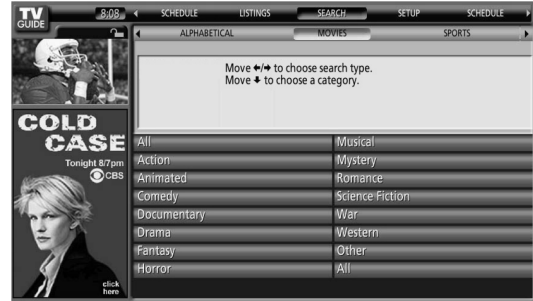 TV
GUIDE
8:08
SCHEDULE LISTINGS SEARCH SETUP SCHEDULE
ALPHABETICAL MOVIES SPORTS
Move ←/→ to choose search type.
Move ↓ to choose a category.
COLD
CASE
Tonight 8/7pm
CBS
click
here
All Musical
Action Mystery
Animated Romance
Comedy Science Fiction
Documentary War
Drama Western
Fantasy Other
Horror All